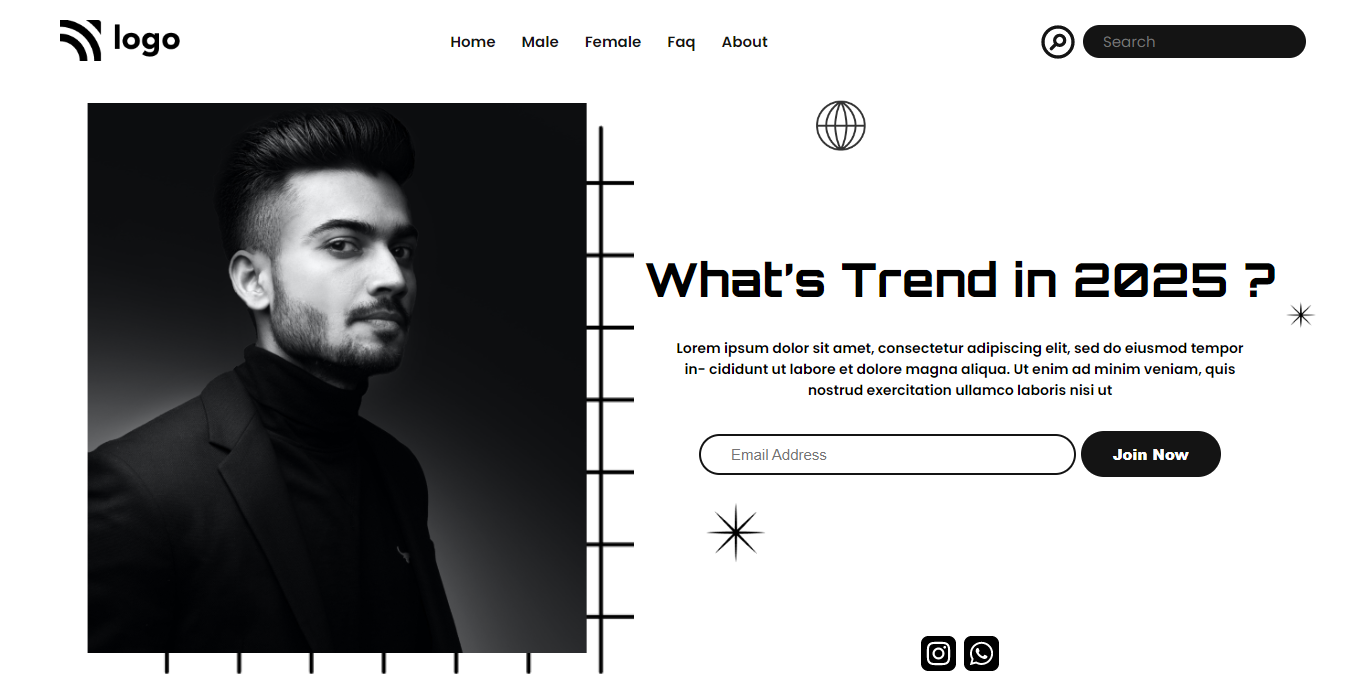 logo
Home Male Female Faq About
Search
What's Trend in 2025 ?
Lorem ipsum dolor sit amet, consectetur adipiscing elit, sed do eiusmod tempor
in- cididunt ut labore et dolore magna aliqua. Ut enim ad minim veniam, quis
nostrud exercitation ullamco laboris nisi ut
Email Address
Join Now